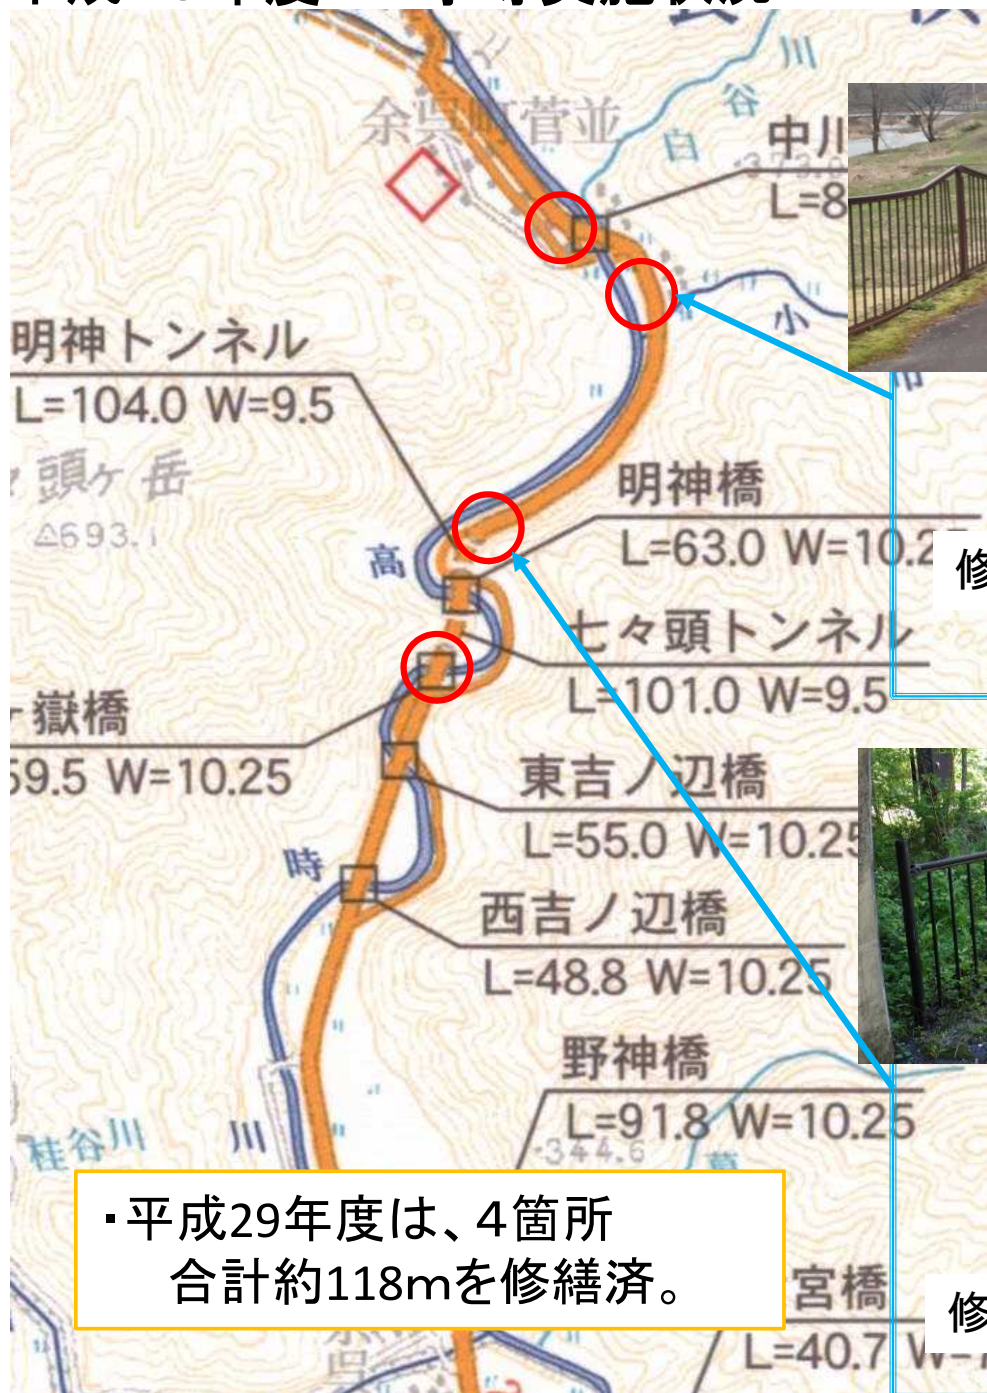 余呉町菅並
白谷川
中川
L=8
小
明神トンネル
L=104.0 W=9.5
頭ヶ岳
△693.1
明神橋
L=63.0 W=10.2
修
高
七々頭トンネル
L=101.0 W=9.5
嶽橋
59.5 W=10.25
東吉ノ辺橋
L=55.0 W=10.25
時
西吉ノ辺橋
L=48.8 W=10.25
野神橋
L=91.8 W=10.25
344.6
桂谷川
川
・平成29年度は、4箇所
合計約118mを修繕済。
宮橋
L=40.7 W=
修